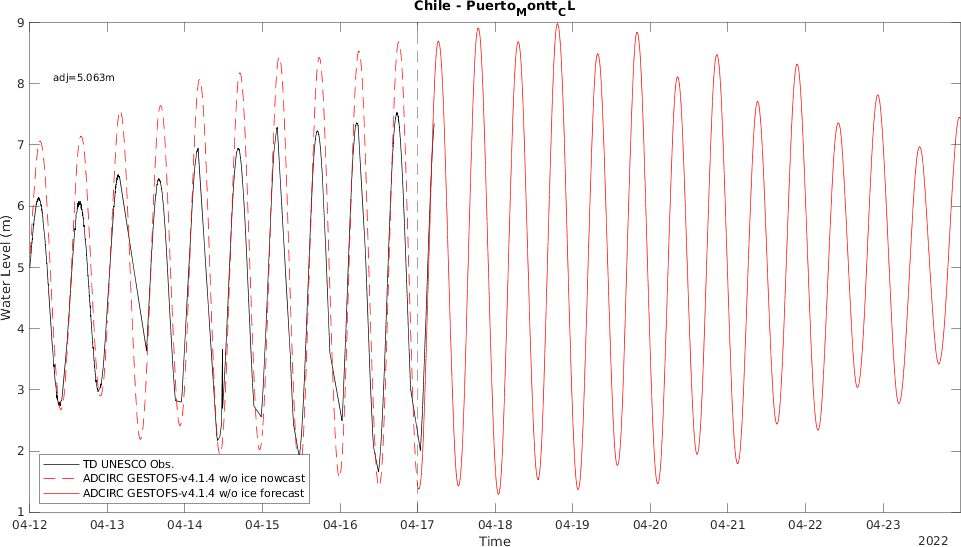 Chile - PuertoMonttCL
9
8
7
6
5
4
3
2
1
Water Level (m)
adj=5.063m
TD UNESCO Obs.
ADCIRC GESTOFS-v4.1.4 w/o ice nowcast
ADCIRC GESTOFS-v4.1.4 w/o ice forecast
04-12 04-13 04-14 04-15 04-16 04-17 04-18 04-19 04-20 04-21 04-22 04-23
Time
2022